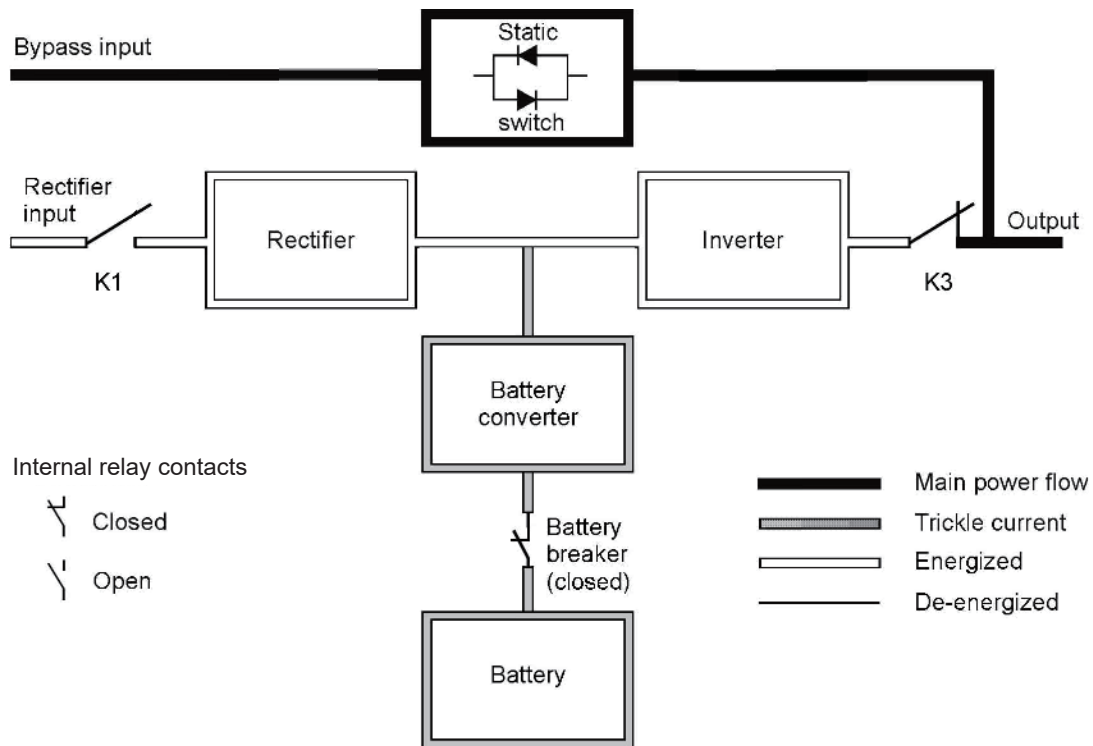 Bypass input
Static
switch
Rectifier
input
K1
Rectifier
Inverter
K3
Output
Battery
converter
Internal relay contacts
Closed
Open
Battery
breaker
(closed)
Battery
Main power flow
Trickle current
Energized
De-energized